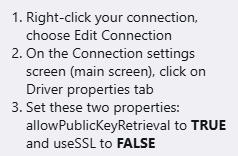 1. Right-click your connection,
choose Edit Connection
2. On the Connection settings
screen (main screen), click on
Driver properties tab
3. Set these two properties:
allowPublicKeyRetrieval to TRUE
and useSSL to FALSE